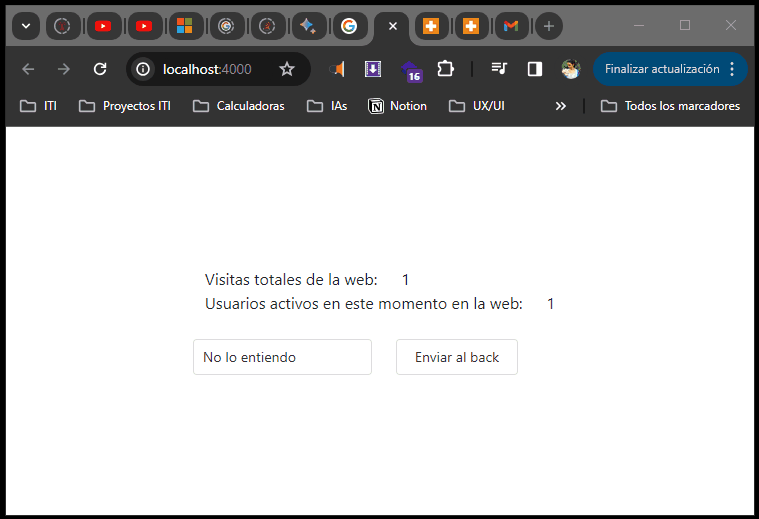 localhost:4000
16
Finalizar actualización
ITI
Proyectos ITI
Calculadoras
IAs
Notion
UX/UI
Todos los marcadores
Visitas totales de la web: 1
Usuarios activos en este momento en la web: 1
No lo entiendo
Enviar al back